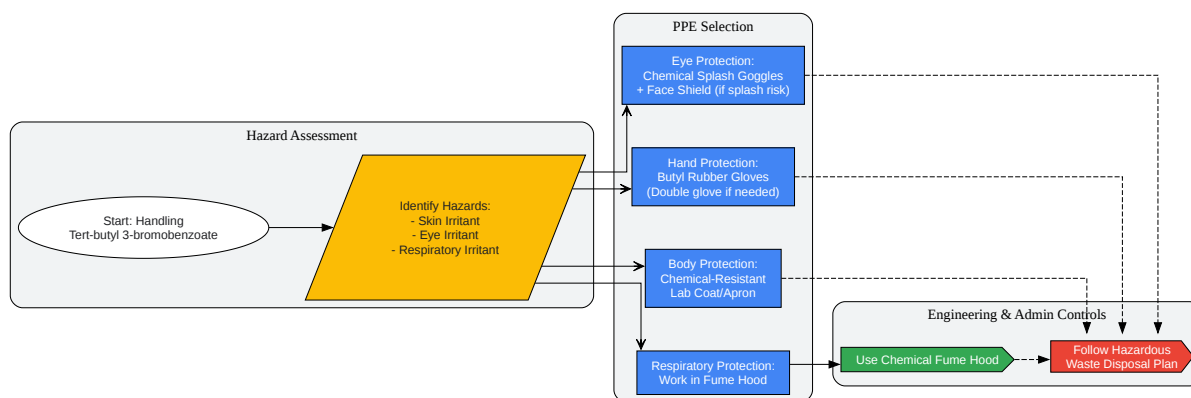 Hazard Assessment
Start: Handling
Tert-butyl 3-bromobenzoate
Identify Hazards:
- Skin Irritant
- Eye Irritant
- Respiratory Irritant
PPE Selection
Eye Protection:
Chemical Splash Goggles
+ Face Shield (if splash risk)
Hand Protection:
Butyl Rubber Gloves
(Double glove if needed)
Body Protection:
Chemical-Resistant
Lab Coat/Apron
Respiratory Protection:
Work in Fume Hood
Engineering & Admin Controls
Use Chemical Fume Hood
Follow Hazardous
Waste Disposal Plan